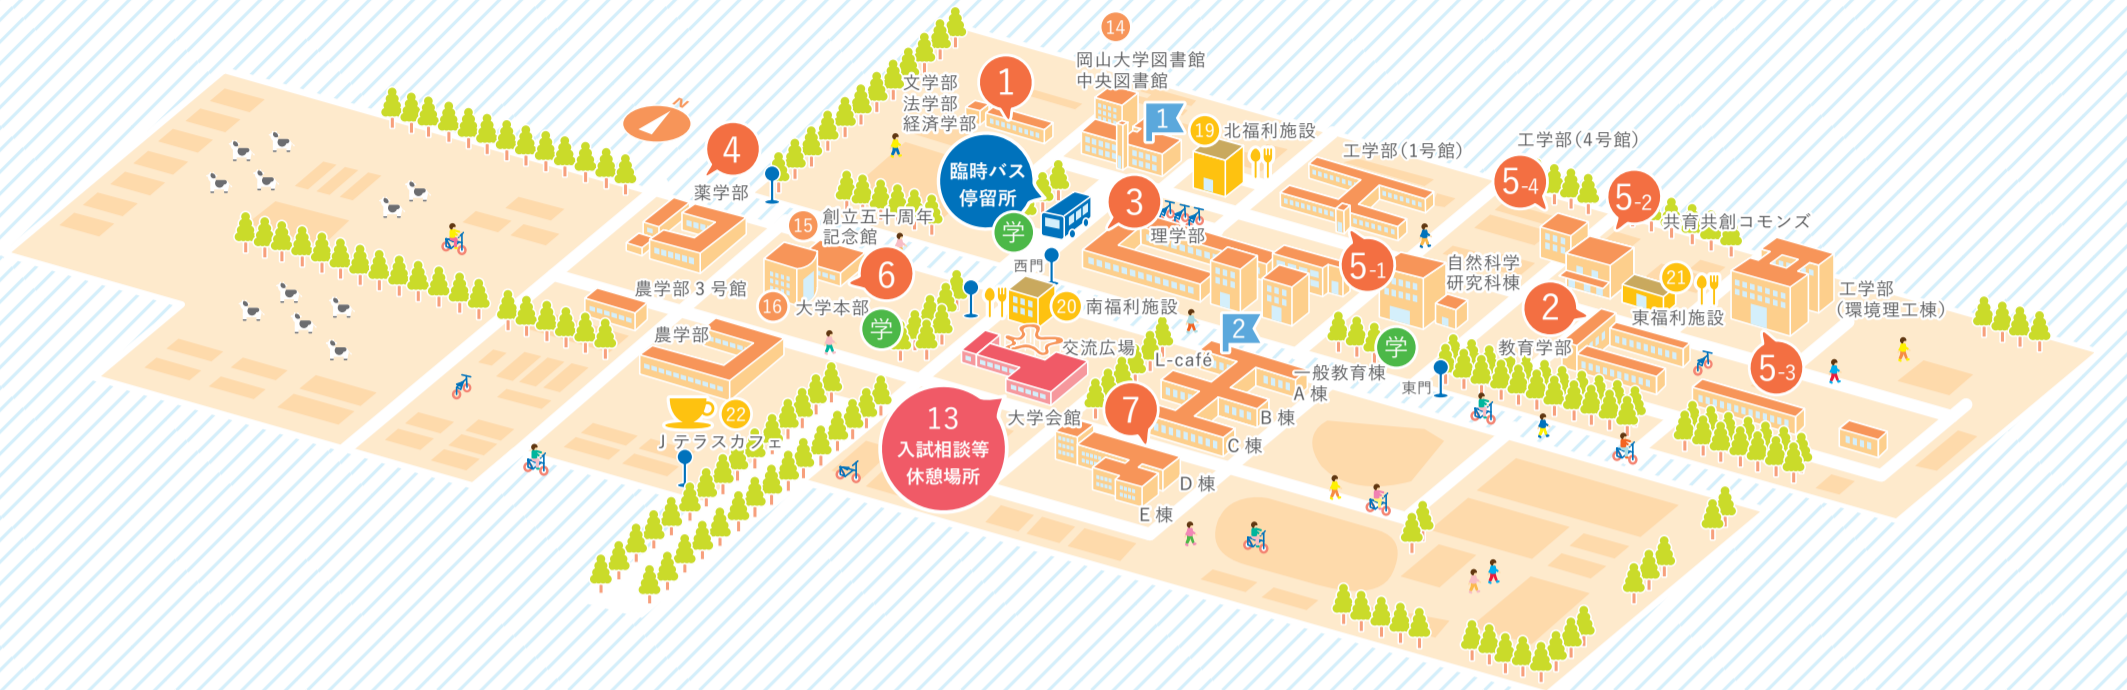 14
岡山大学図書館
中央図書館
文学部
法学部
経済学部
1
N
4
薬学部
臨時バス
停留所
学
1
19
北福利施設
工学部(1号館)
工学部(4号館)
5-4
5-2
共育共創コモンズ
15
創立五十周年
記念館
3
理学部
西門
5-1
自然科学
研究科棟
21
東福利施設
工学部
(環境理工棟)
農学部3号館
16
大学本部
6
学
20
南福利施設
2
2
教育学部
5-3
農学部
交流広場
L-café
学
一般教育棟
A棟
東門
B棟
C棟
D棟
E棟
22
Jテラスカフェ
13
入試相談等
休憩場所
大学会館
7